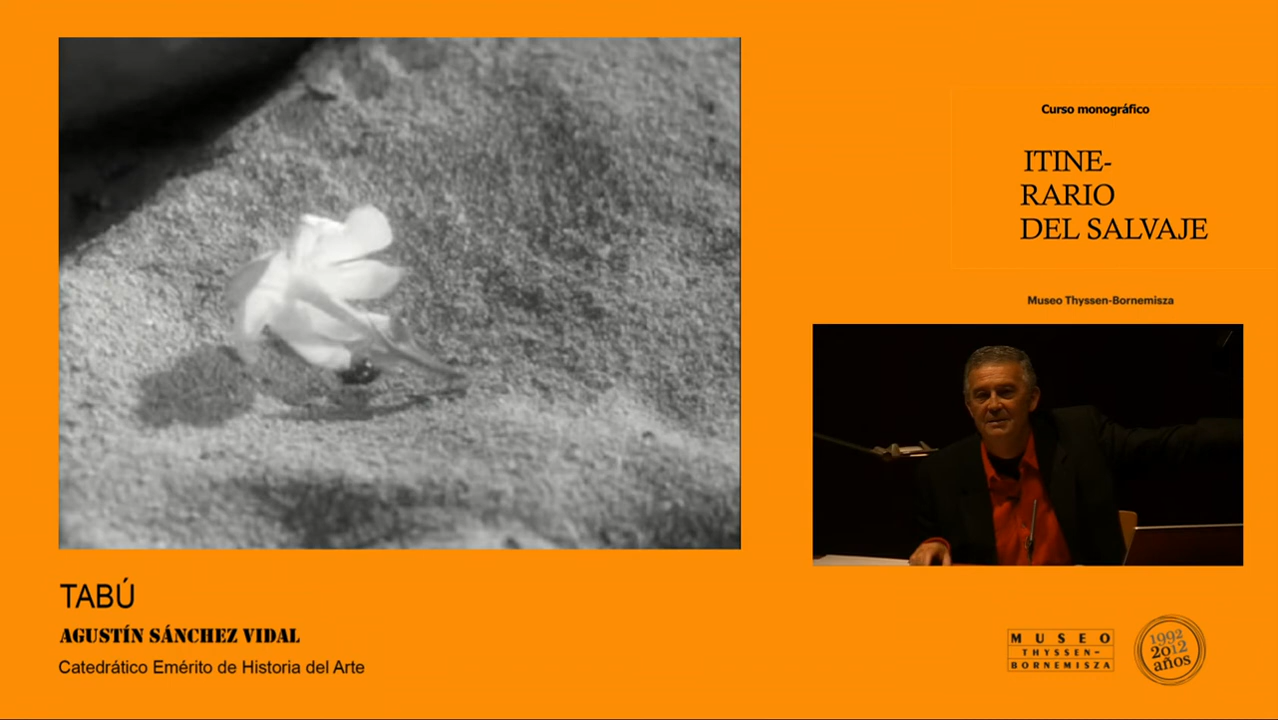 Curso monográfico
ITINE-
RARIO
DEL SALVAJE
Museo Thyssen-Bornemisza
TABÚ
AGUSTÍN SÁNCHEZ VIDAL
Catedrático Emérito de Historia del Arte
MUSEO
THYSSEN-
BORNEMISZA
1992
2012
años